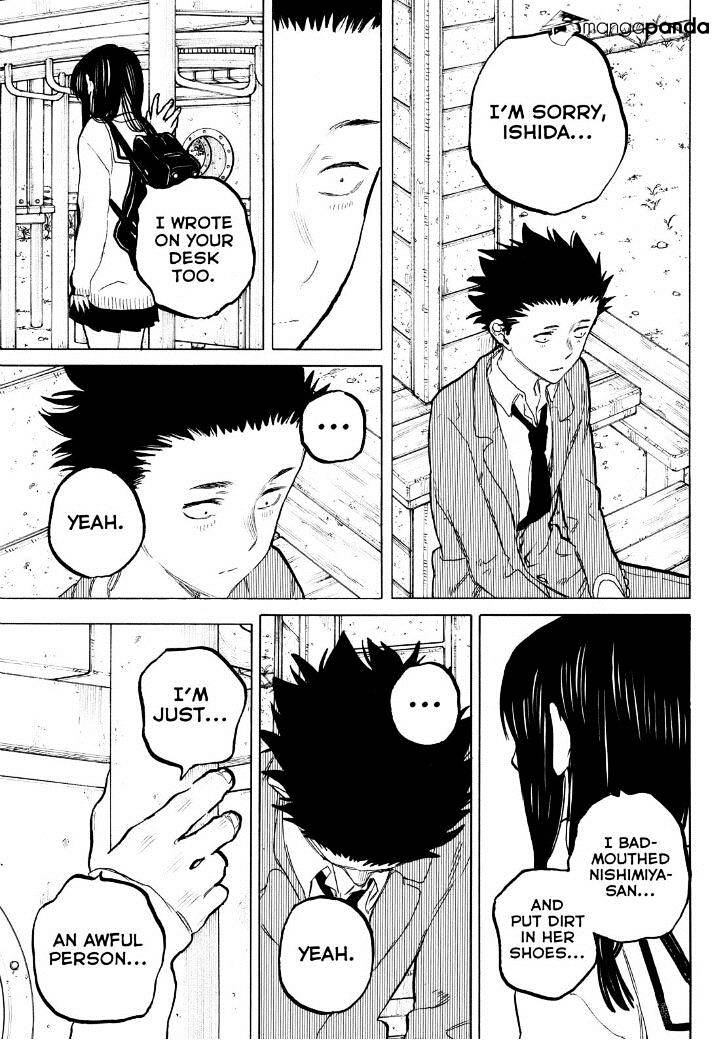 mangapanda
I'M SORRY,
ISHIDA...
I WROTE
ON YOUR
DESK
TOO.
...
YEAH.
I BAD-
MOUTHED
NISHIMIYA-
SAN...
AND
PUT DIRT
IN HER
SHOES...
...
YEAH.
I'M
JUST...
AN AWFUL
PERSON...